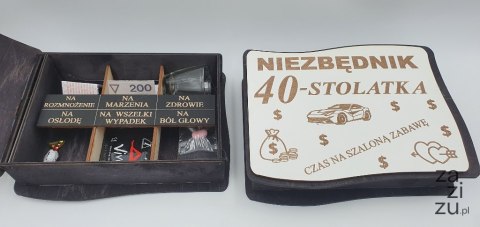 200
NA
ROZMNOŻENIE
NA
MARZENIA
NA
ZDROWIE
NA
OSŁODĘ
NA WSZELKI
WYPADEK
NA
BÓL GŁOWY
NIEZBĘDNIK
40-STOLATKA
$ $ $ $ $ $
CZAS NA SZALONĄ ZABAWĘ
za
zi
zu.pl